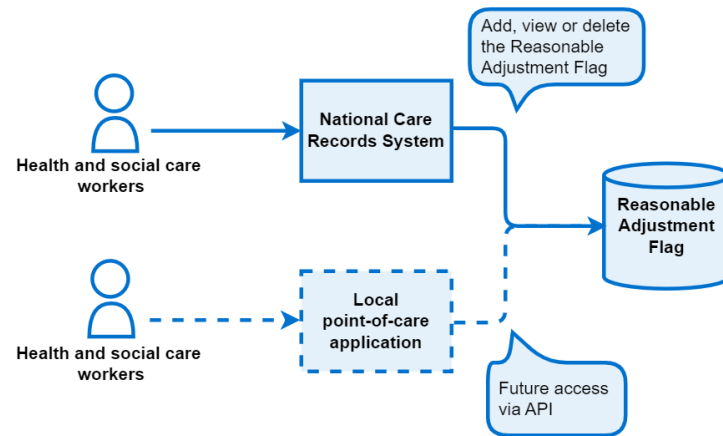 Add, view or delete
the Reasonable
Adjustment Flag
National Care
Records System
Health and social care
workers
Reasonable
Adjustment
Flag
Local
point-of-care
application
Health and social care
workers
Future access
via API